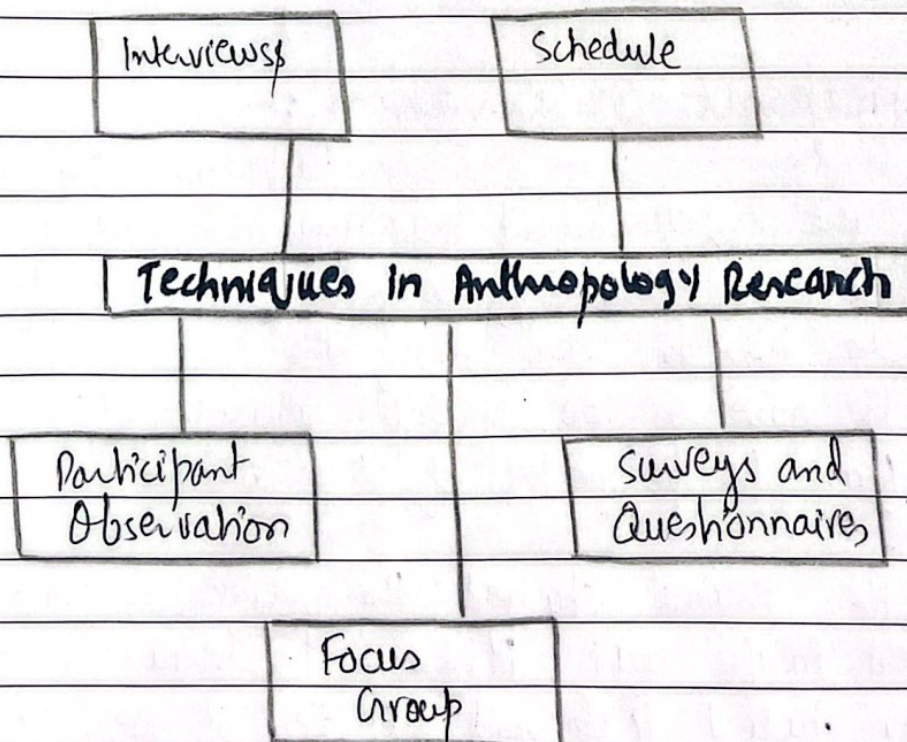 Interviews
Schedule
Techniques in Anthropology Research
Participant
Observation
Surveys and
Questionnaires
Focus
Group